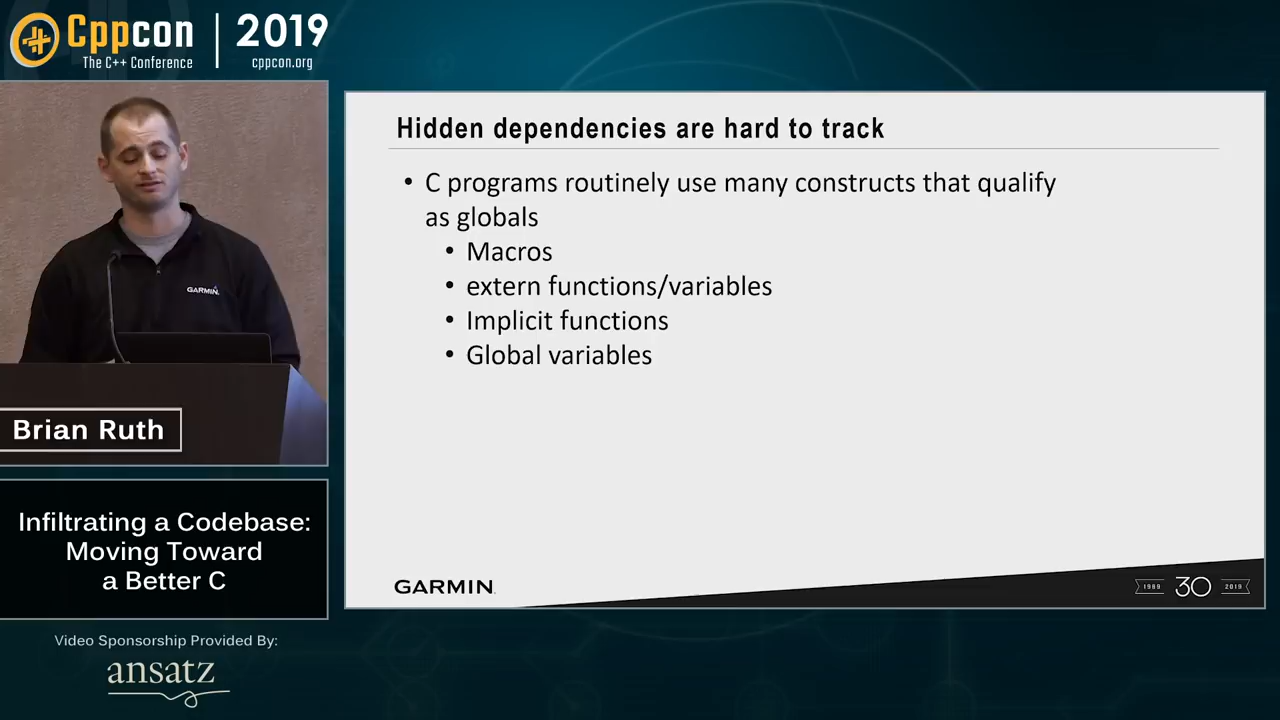 Cppcon | 2019
The C++ Conference
cppcon.org
GARMIN
Brian Ruth
Infiltrating a Codebase:
Moving Toward
a Better C
Video Sponsorship Provided By:
ansatz
Hidden dependencies are hard to track
• C programs routinely use many constructs that qualify
as globals
• Macros
• extern functions/variables
• Implicit functions
• Global variables
GARMIN
1989 30 2019